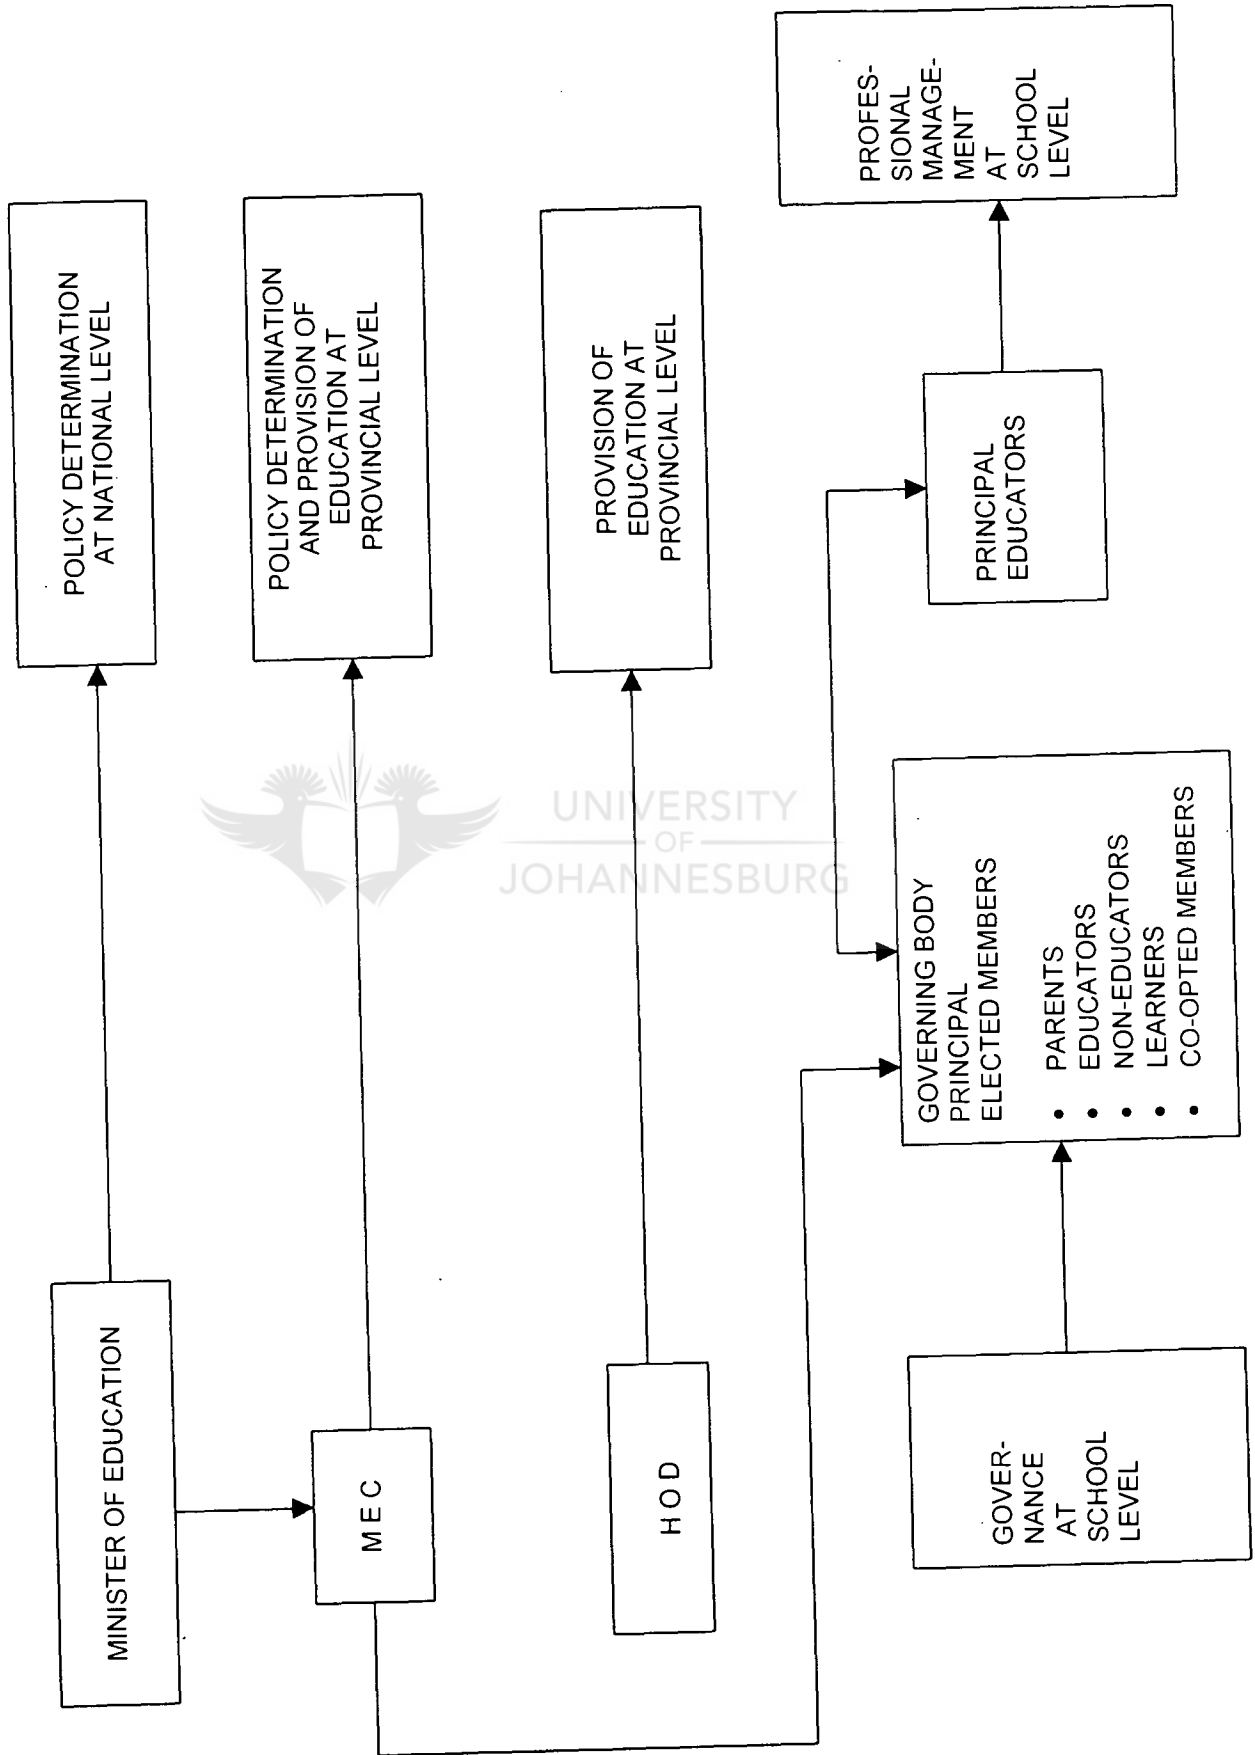 MINISTER OF EDUCATION
POLICY DETERMINATION
AT NATIONAL LEVEL
M E C
POLICY DETERMINATION
AND PROVISION OF
EDUCATION AT
PROVINCIAL LEVEL
UNIVERSITY
OF
JOHANNESBURG
H O D
PROVISION OF
EDUCATION AT
PROVINCIAL LEVEL
GOVER-
NANCE
AT
SCHOOL
LEVEL
GOVERNING BODY
PRINCIPAL
ELECTED MEMBERS
• PARENTS
• EDUCATORS
• NON-EDUCATORS
• LEARNERS
• CO-OPTED MEMBERS
PRINCIPAL
EDUCATORS
PROFES-
SIONAL
MANAGE-
MENT
AT
SCHOOL
LEVEL